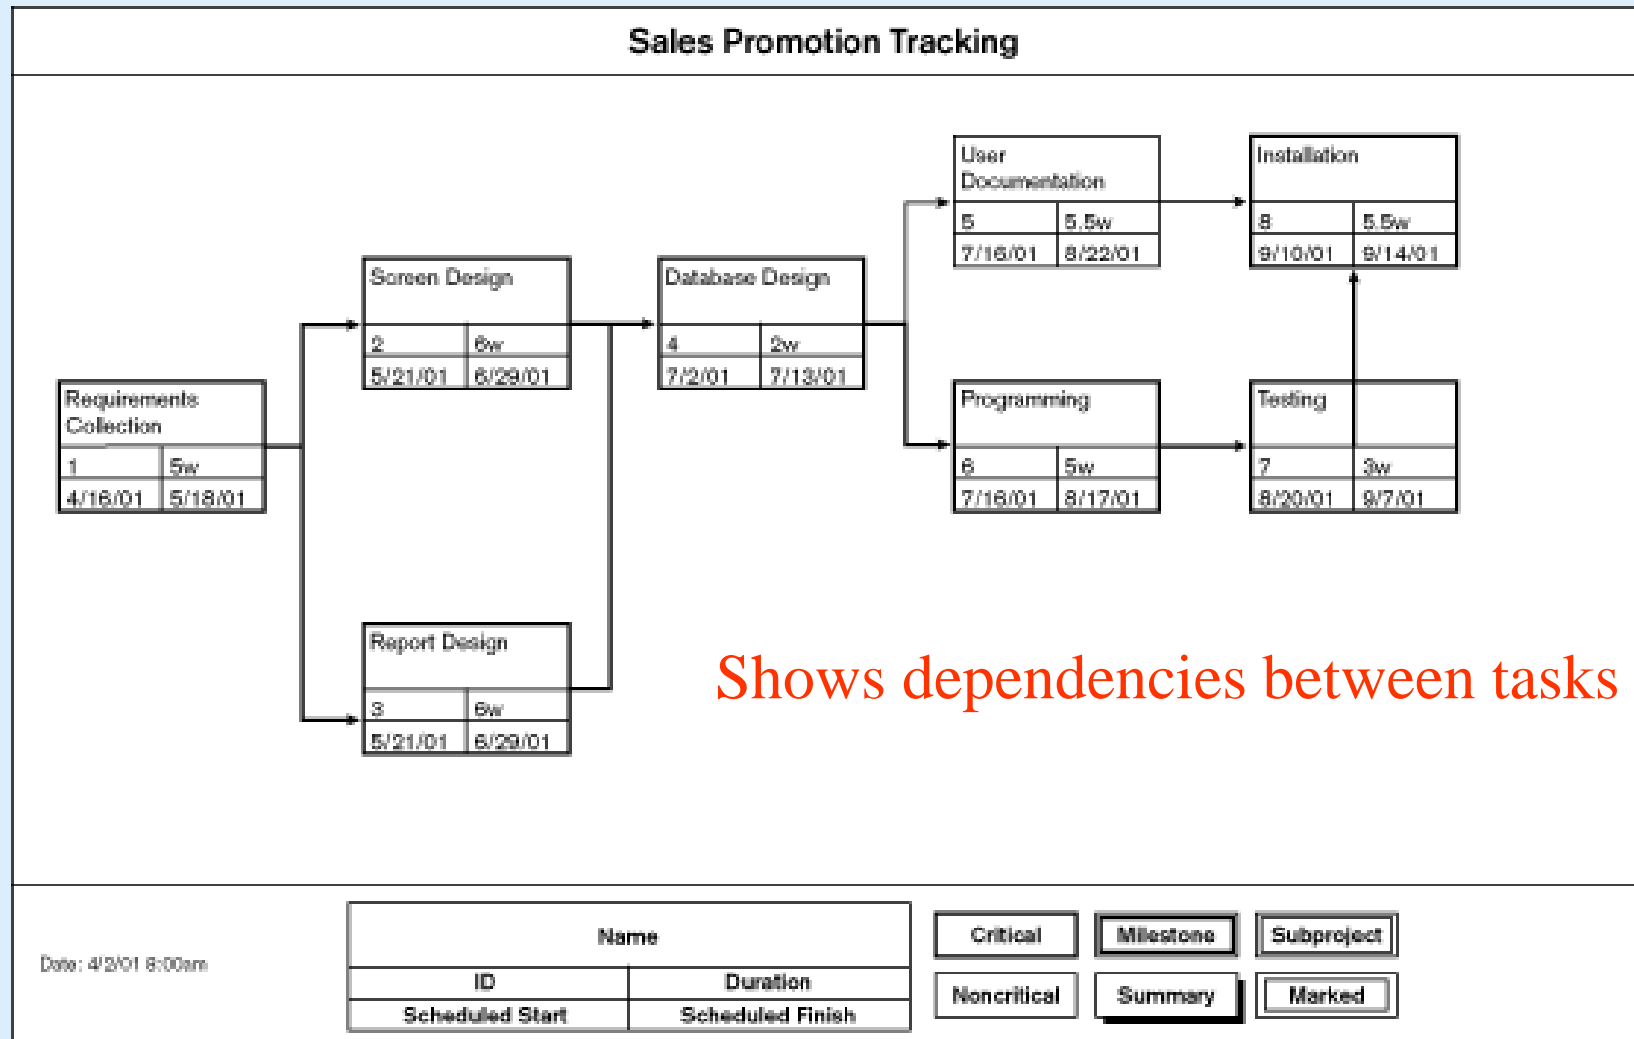 Sales Promotion Tracking
User
Documentation
5 5.5w
7/16/01 8/22/01
Installation
8 5.5w
9/10/01 9/14/01
Screen Design
2 6w
5/21/01 6/29/01
Database Design
4 2w
7/2/01 7/13/01
Requirements
Collection
1 5w
4/16/01 5/18/01
Programming
6 5w
7/16/01 8/17/01
Testing
7 3w
8/20/01 9/7/01
Report Design
3 6w
5/21/01 6/29/01
Shows dependencies between tasks
Date: 4/2/01 9:00am
Name
ID Duration
Scheduled Start Scheduled Finish
Critical Milestone Subproject
Noncritical Summary Marked